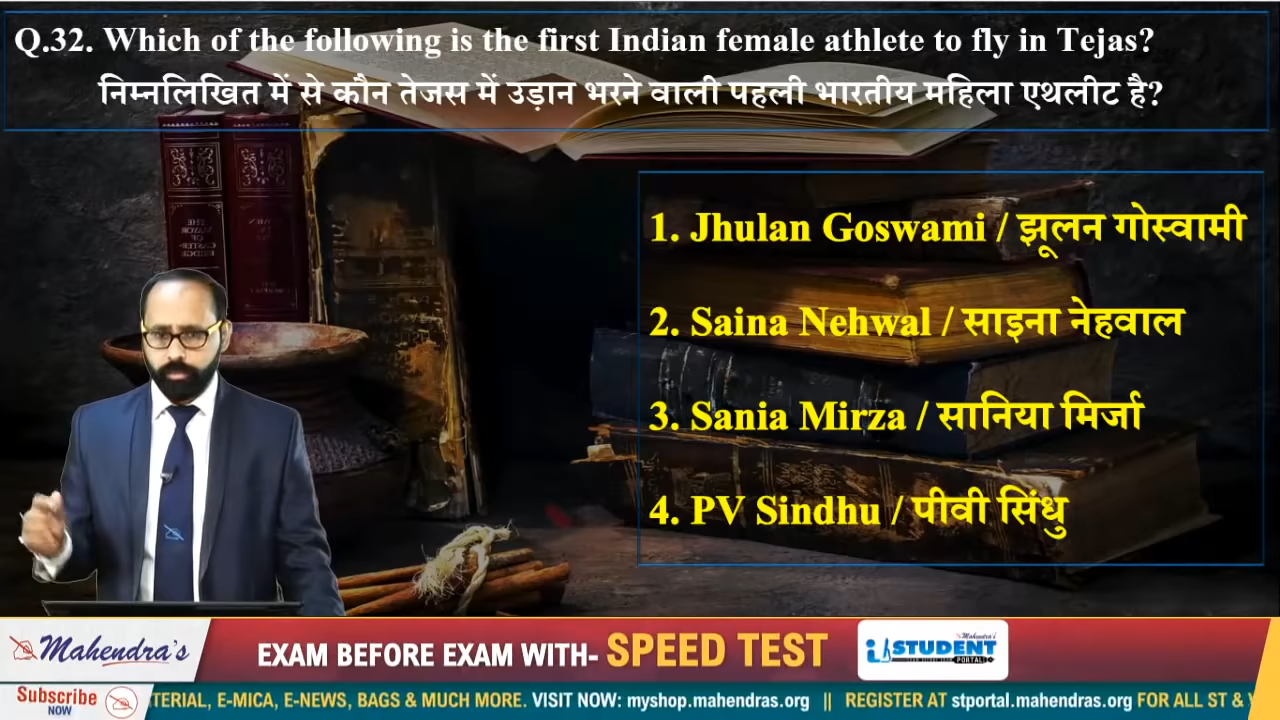 Q.32. Which of the following is the first Indian female athlete to fly in Tejas?
निम्नलिखित में से कौन तेजस में उड़ान भरने वाली पहली भारतीय महिला एथलीट है?
1. Jhulan Goswami / झूलन गोस्वामी
2. Saina Nehwal / साइना नेहवाल
3. Sania Mirza / सानिया मिर्जा
4. PV Sindhu / पीवी सिंधु
Mahendra's
EXAM BEFORE EXAM WITH- SPEED TEST
Mahendra's
STUDENT
PORTAL
Subscribe
NOW
TERIAL, E-MICA, E-NEWS, BAGS & MUCH MORE. VISIT NOW: myshop.mahendras.org || REGISTER AT stportal.mahendras.org FOR ALL ST &